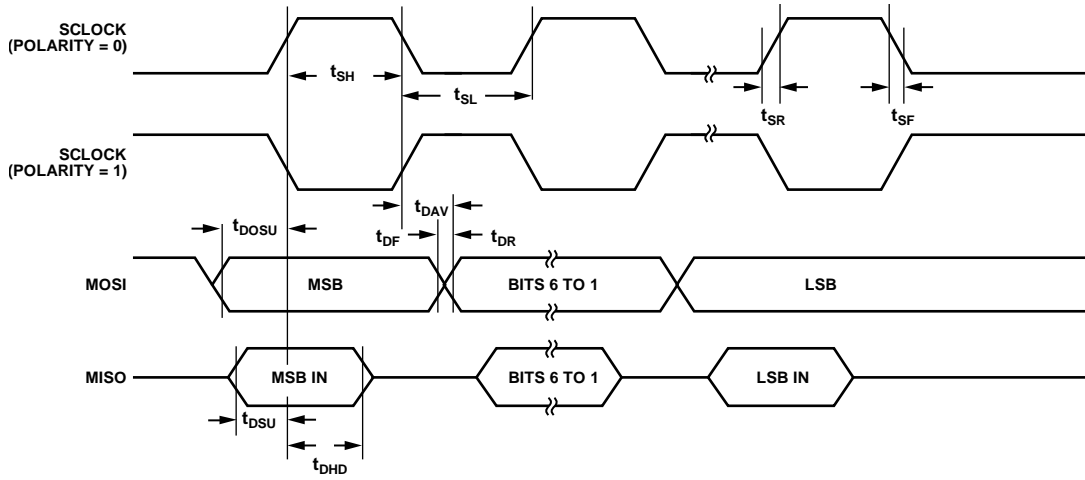 SCLOCK
(POLARITY = 0)
tSH
tSL
tSR
tSF
SCLOCK
(POLARITY = 1)
tDAV
tDOSU
tDF
tDR
MOSI
MSB
BITS 6 TO 1
LSB
MISO
MSB IN
BITS 6 TO 1
LSB IN
tDSU
tDHD